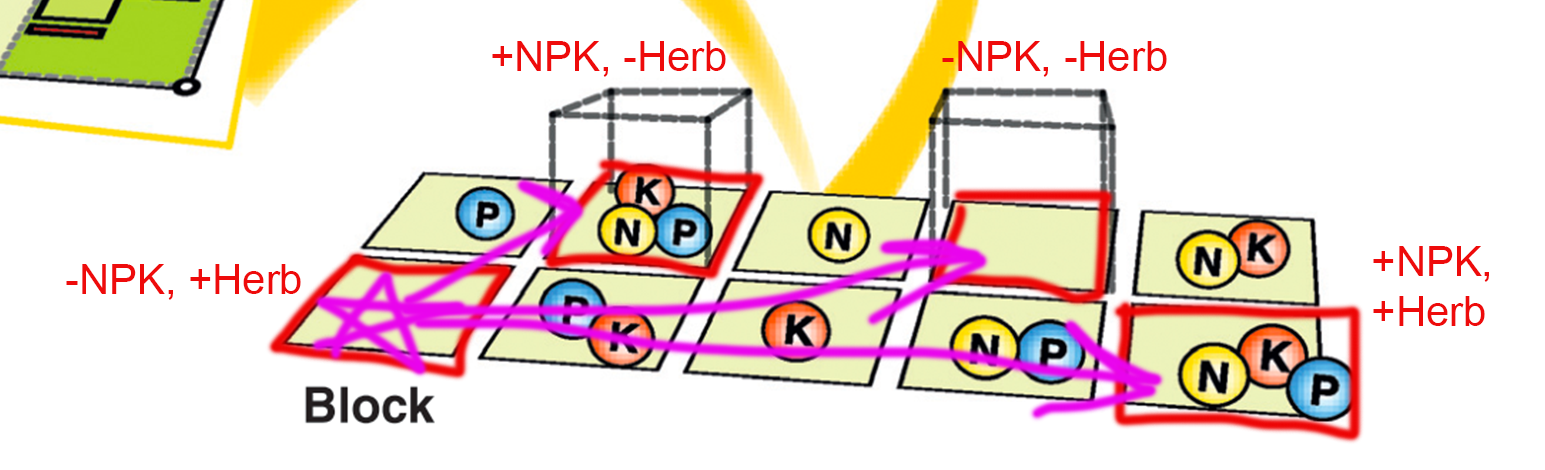 +NPK, -Herb
-NPK, -Herb
P
K
N P
N
N K
-NPK, +Herb
+NPK,
+Herb
P
K
K
N P
N K P
Block